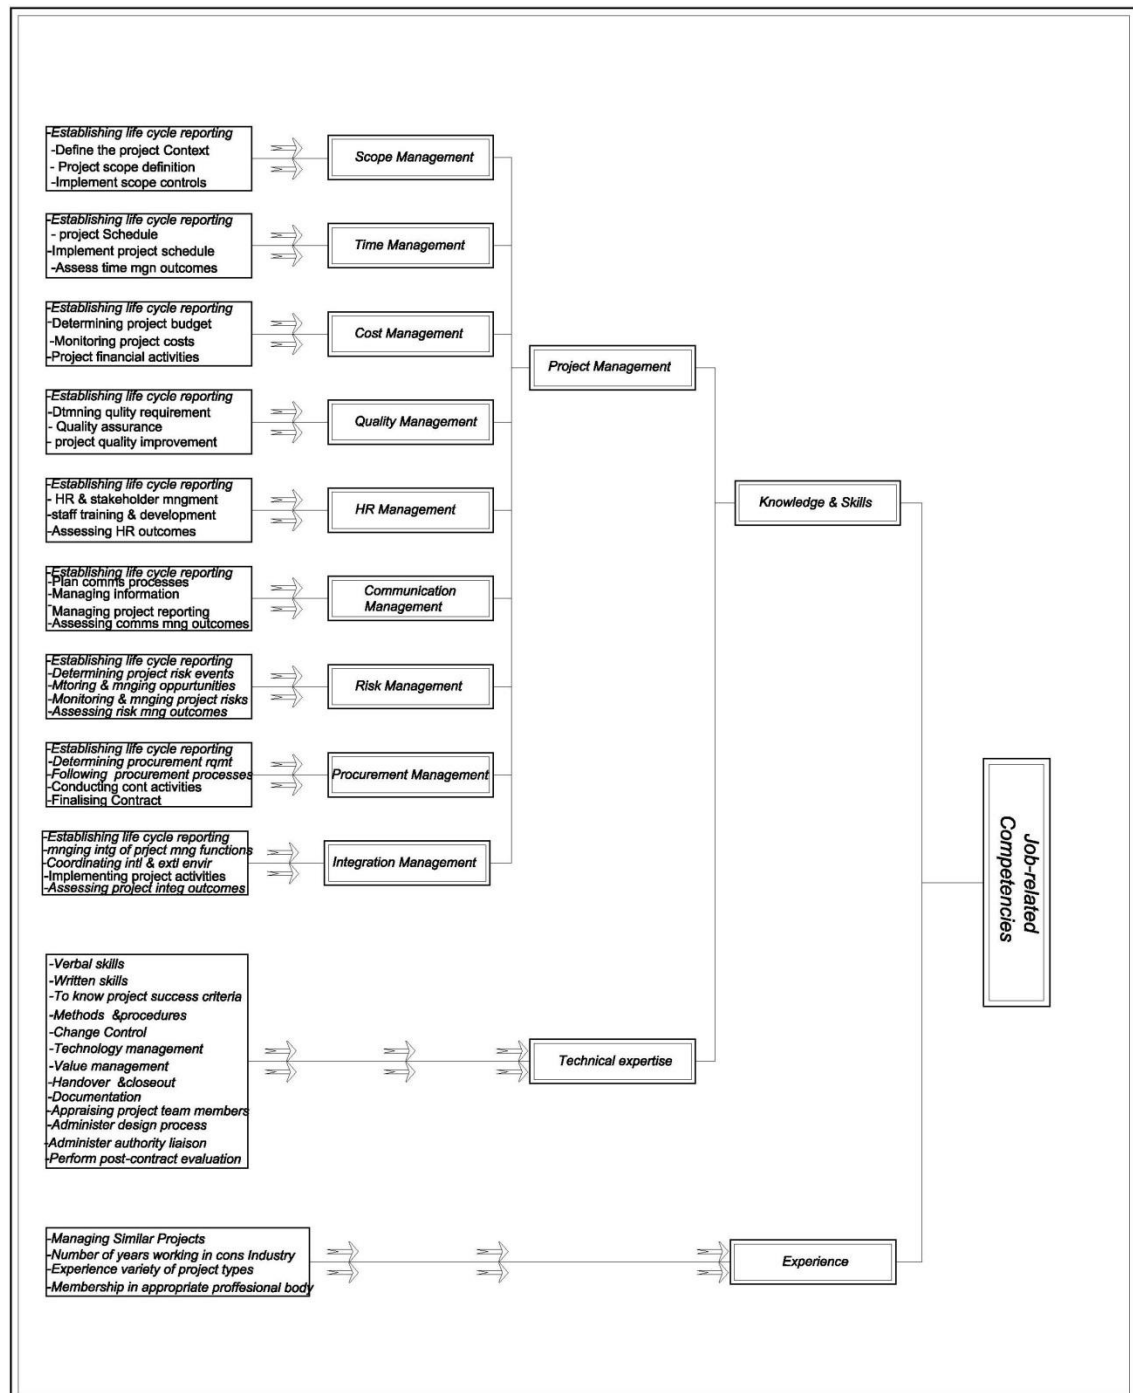 -Establishing life cycle reporting
-Define the project Context
- Project scope definition
-Implement scope controls
Scope Management
-Establishing life cycle reporting
- project Schedule
-Implement project schedule
-Assess time mgn outcomes
Time Management
-Establishing life cycle reporting
-Determining project budget
-Monitoring project costs
-Project financial activities
Cost Management
Project Management
-Establishing life cycle reporting
-Dtmning qulity requirement
- Quality assurance
- project quality improvement
Quality Management
-Establishing life cycle reporting
- HR & stakeholder mngment
-staff training & development
-Assessing HR outcomes
HR Management
Knowledge & Skills
-Establishing life cycle reporting
-Plan comms processes
-Managing information
-Managing project reporting
-Assessing comms mng outcomes
Communication
Management
-Establishing life cycle reporting
-Determining project risk events
-Mtoring & mnging oppurtunities
-Monitoring & mnging project risks
-Assessing risk mng outcomes
Risk Management
-Establishing life cycle reporting
-Determining procurement rqmt
-Following procurement processes
-Conducting cont activities
-Finalising Contract
Procurement Management
-Establishing life cycle reporting
-mnging intg of prject mng functions
-Coordinating intl & extl envir
-Implementing project activities
-Assessing project integ outcomes
Integration Management
Job-related
Competencies
-Verbal skills
-Written skills
-To know project success criteria
-Methods &procedures
-Change Control
-Technology management
-Value management
-Handover &closeout
-Documentation
-Appraising project team members
-Administer design process
-Administer authority liaison
-Perform post-contract evaluation
Technical expertise
-Managing Similar Projects
-Number of years working in cons Industry
-Experience variety of project types
-Membership in appropriate proffesional body
Experience